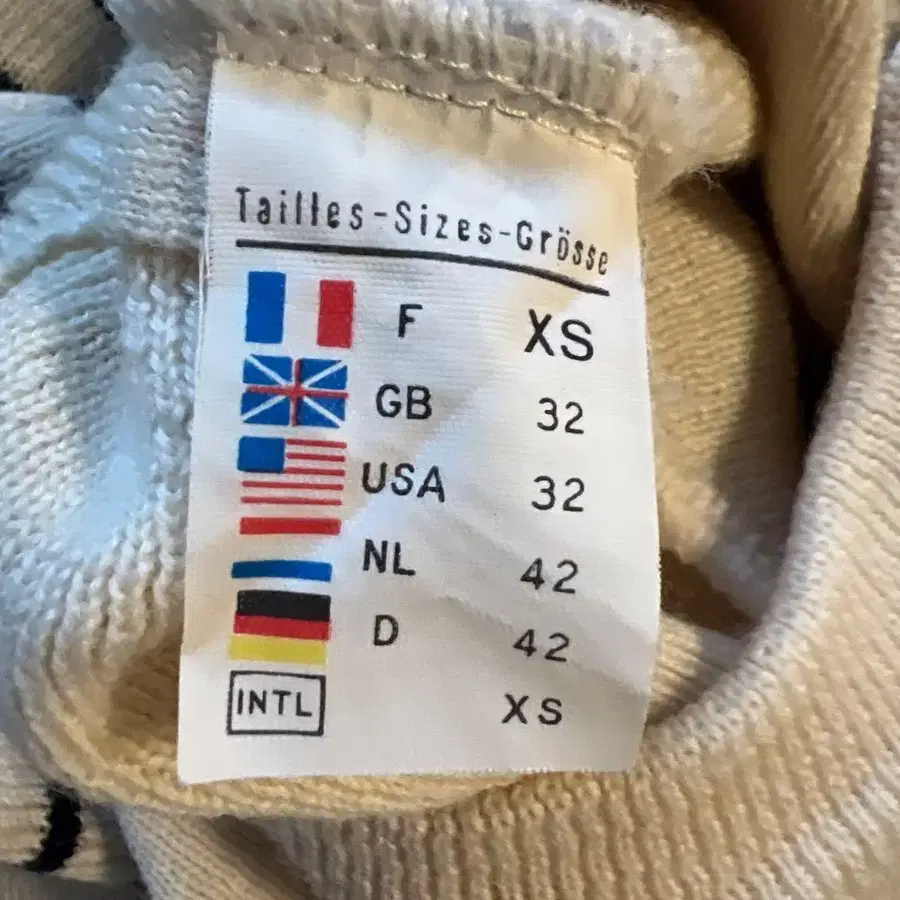 Tailles-Sizes-Grösse
F XS
GB 32
USA 32
NL 42
D 42
INTL XS